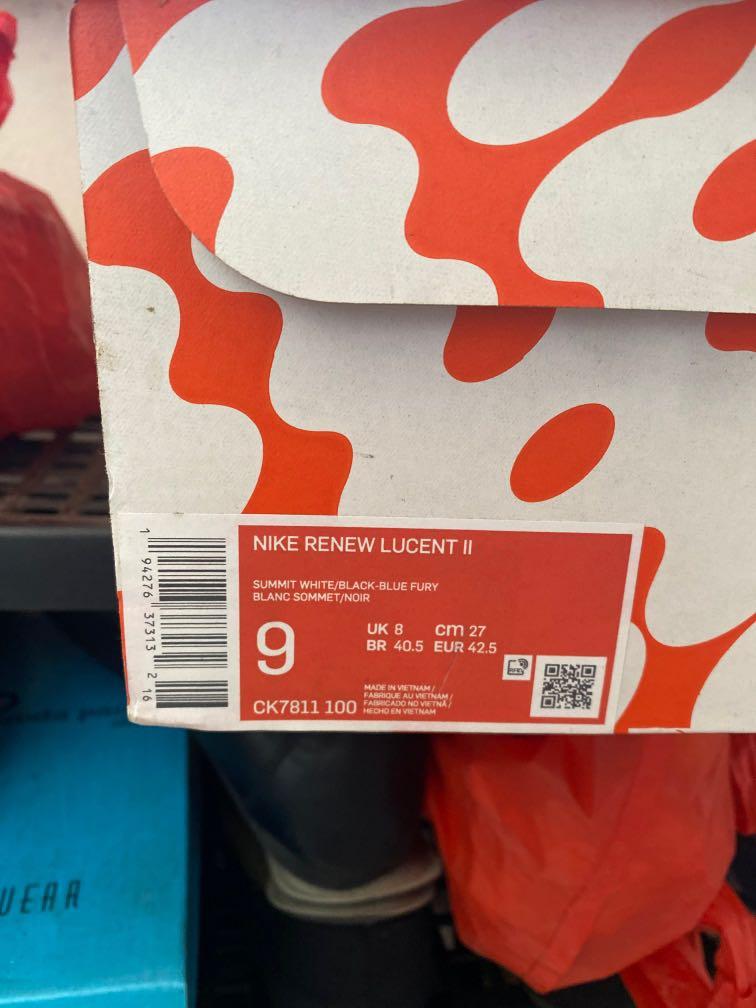 NIKE RENEW LUCENT II
SUMMIT WHITE/BLACK-BLUE FURY
BLANC SOMMET/NOIR
9
UK 8 cm 27
BR 40.5 EUR 42.5
RFID
CK7811 100
MADE IN VIETNAM /
FABRIQUE AU VIETNAM /
FABRICADO NO VIETNÃ /
HECHO EN VIETNAM
1 94276 37313 2 16